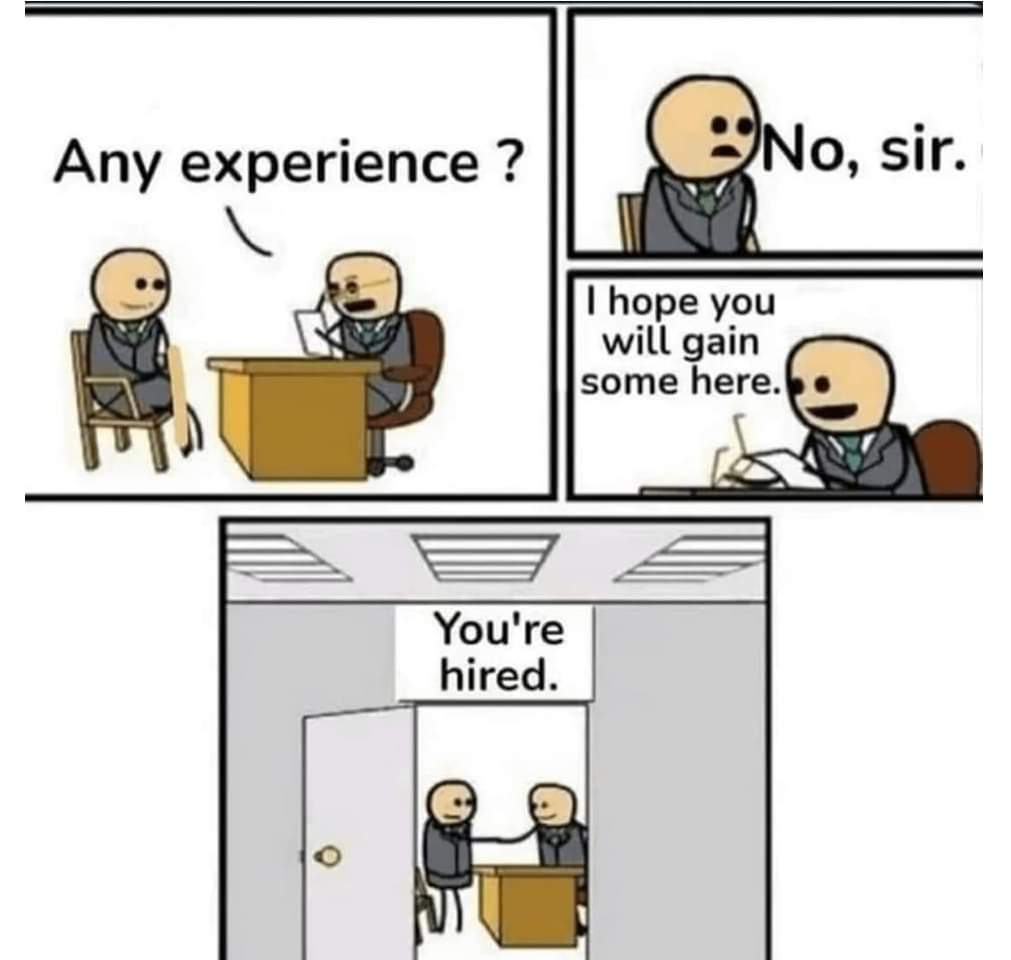 Any experience ?
No, sir.
I hope you
will gain
some here.
You're
hired.